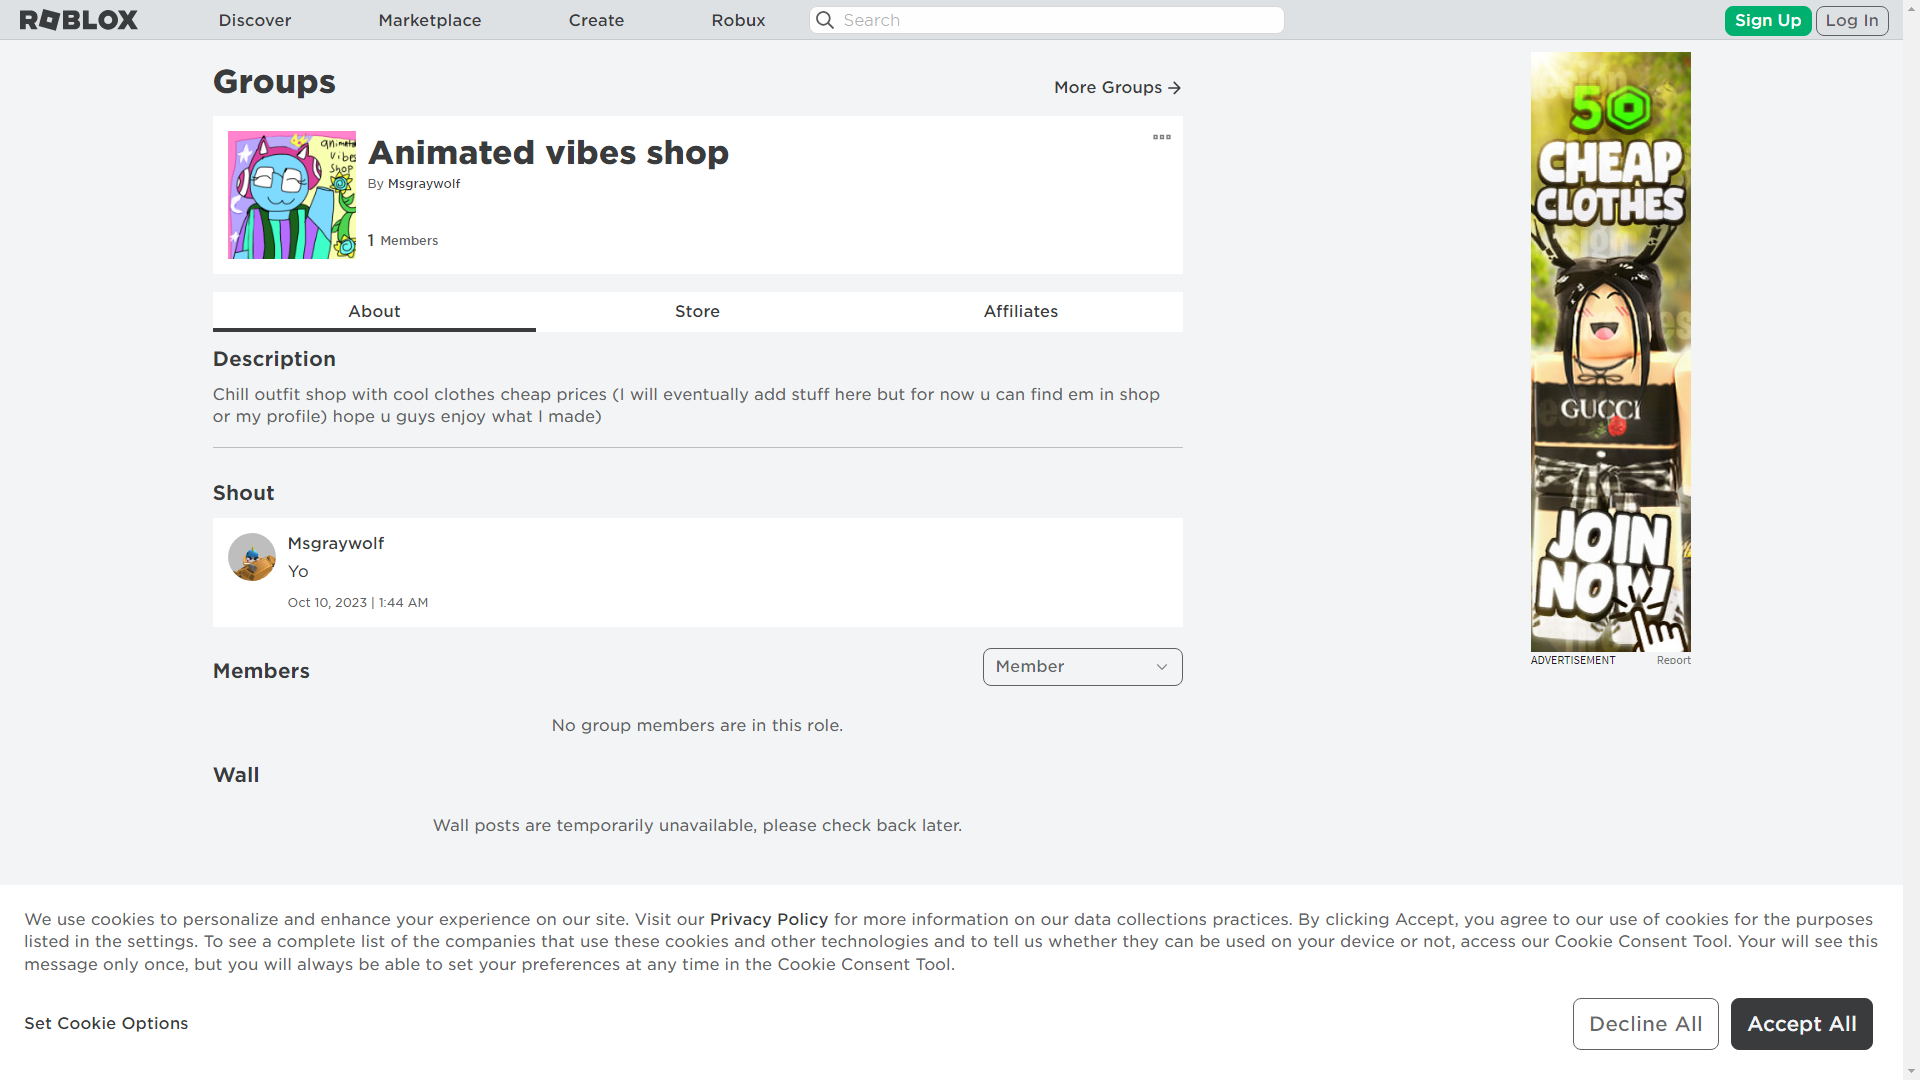 ROBLOX
Discover
Marketplace
Create
Robux
Search
Sign Up
Log In
Groups
More Groups
animated
vibes
shop
Animated vibes shop
By Msgraywolf
1 Members
About
Store
Affiliates
Description
Chill outfit shop with cool clothes cheap prices (I will eventually add stuff here but for now u can find em in shop
or my profile) hope u guys enjoy what I made)
Shout
Msgraywolf
Yo
Oct 10, 2023 | 1:44 AM
Members
Member
No group members are in this role.
Wall
Wall posts are temporarily unavailable, please check back later.
50
CHEAP
CLOTHES
GUCCI
JOIN
NOW
ADVERTISEMENT
Report
We use cookies to personalize and enhance your experience on our site. Visit our Privacy Policy for more information on our data collections practices. By clicking Accept, you agree to our use of cookies for the purposes
listed in the settings. To see a complete list of the companies that use these cookies and other technologies and to tell us whether they can be used on your device or not, access our Cookie Consent Tool. Your will see this
message only once, but you will always be able to set your preferences at any time in the Cookie Consent Tool.
Set Cookie Options
Decline All
Accept All